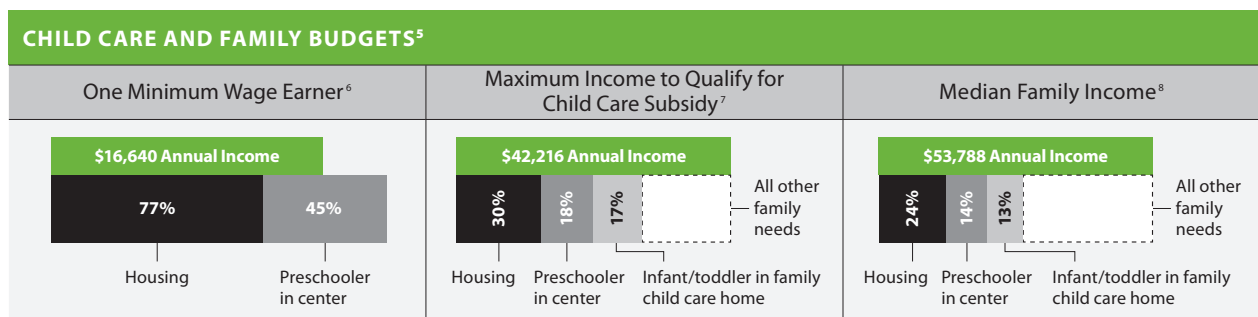 CHILD CARE AND FAMILY BUDGETS⁵
One Minimum Wage Earner⁶
$16,640 Annual Income
77%
45%
Housing
Preschooler
in center
Maximum Income to Qualify for
Child Care Subsidy⁷
$42,216 Annual Income
30%
18%
17%
All other
family
needs
Housing
Preschooler
in center
Infant/toddler in family
child care home
Median Family Income⁸
$53,788 Annual Income
24%
14%
13%
All other
family
needs
Housing
Preschooler
in center
Infant/toddler in family
child care home